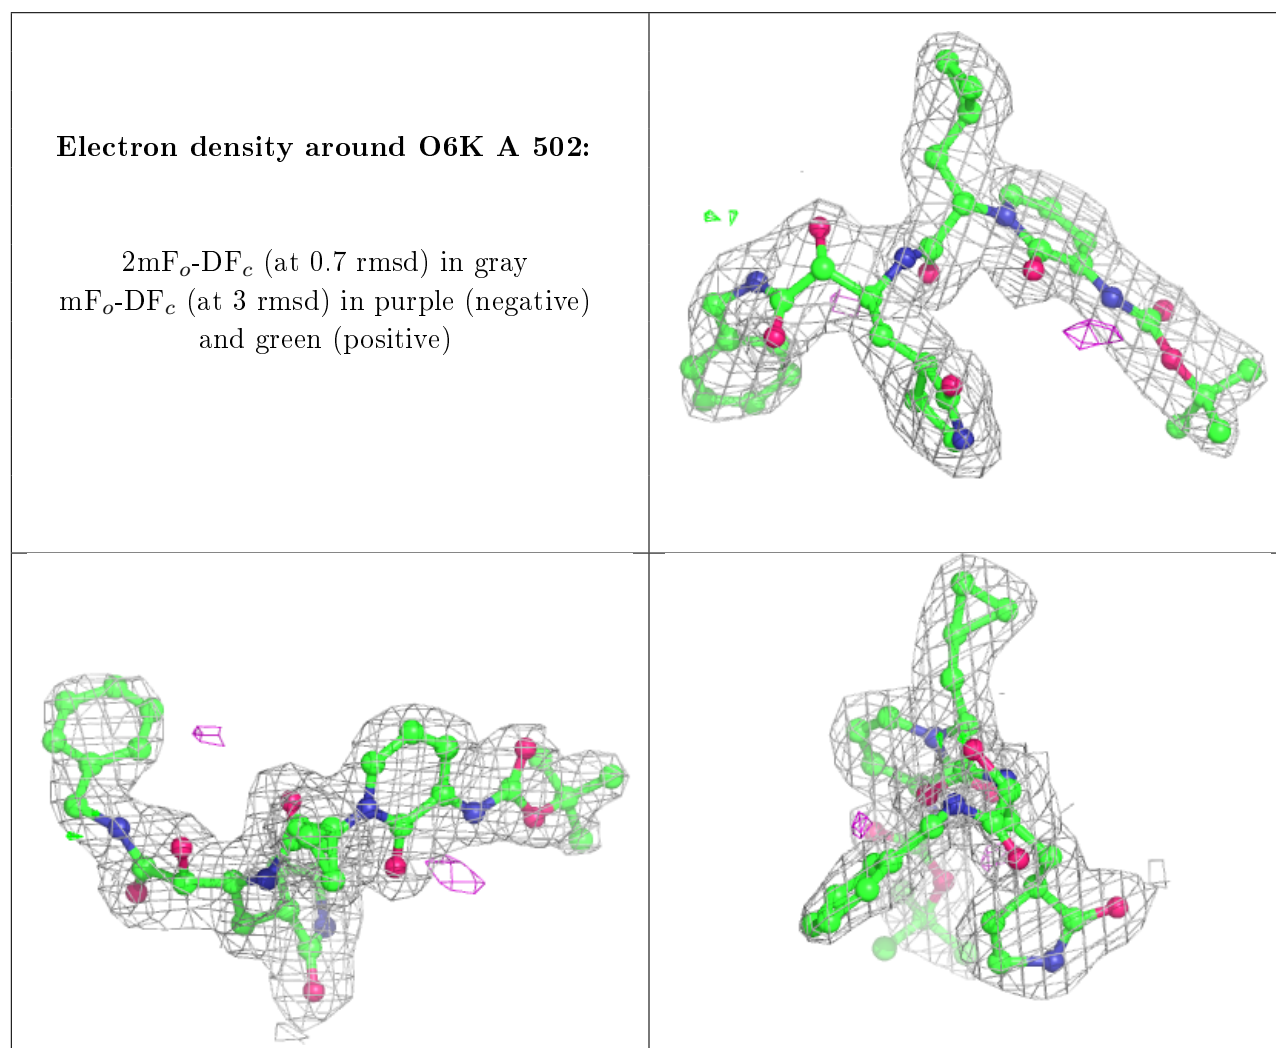 Electron density around O6K A 502:
2mFo-DFc (at 0.7 rmsd) in gray
mFo-DFc (at 3 rmsd) in purple (negative)
and green (positive)